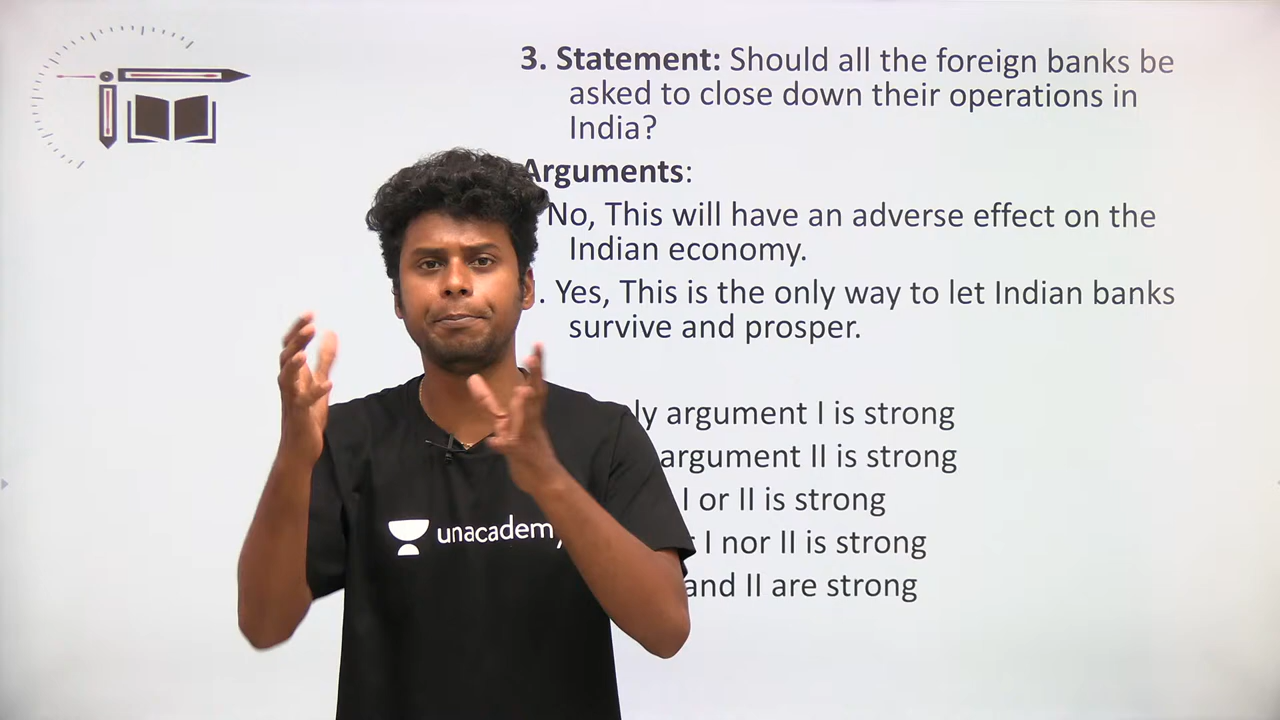 3. Statement: Should all the foreign banks be
asked to close down their operations in
India?
Arguments:
No, This will have an adverse effect on the
Indian economy.
. Yes, This is the only way to let Indian banks
survive and prosper.
ly argument I is strong
argument II is strong
I or II is strong
I nor II is strong
and II are strong
unacademy